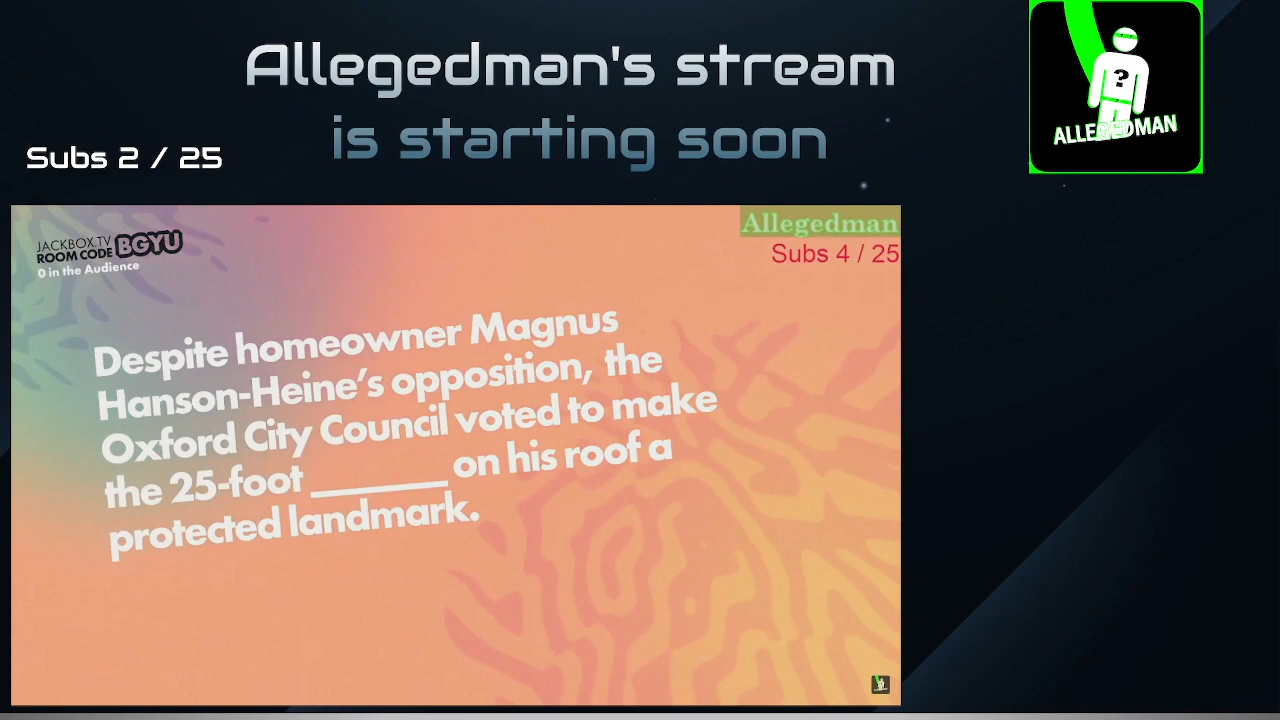 Allegedman's stream
is starting soon
Subs 2 / 25
?
ALLEGEDMAN
JACKBOX.TV
ROOM CODE BGYU
0 in the Audience
Allegedman
Subs 4 / 25
Despite homeowner Magnus
Hanson-Heine’s opposition, the
Oxford City Council voted to make
the 25-foot ________ on his roof a
protected landmark.